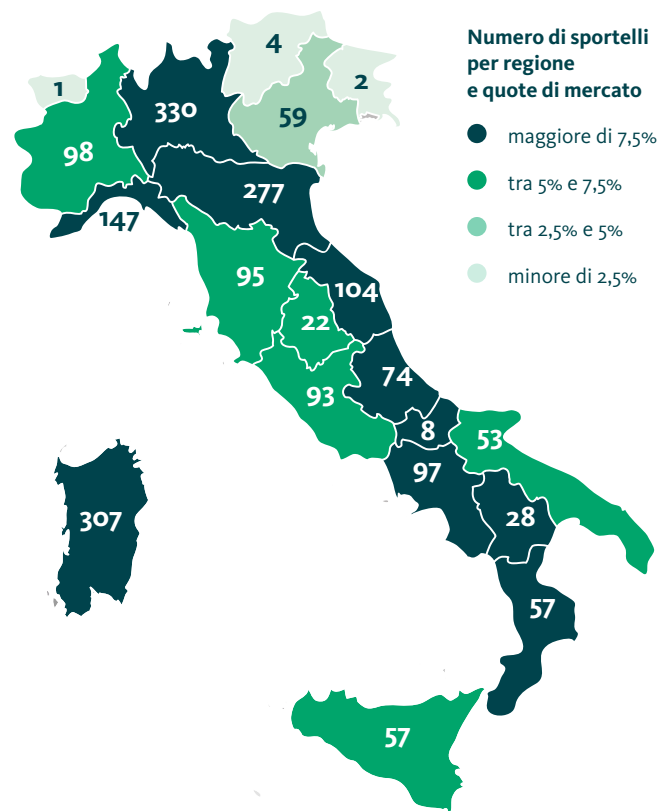 Numero di sportelli
per regione
e quote di mercato
maggiore di 7,5%
tra 5% e 7,5%
tra 2,5% e 5%
minore di 2,5%
4
2
1
330
59
98
277
147
95
104
22
74
93
8
53
97
28
307
57
57